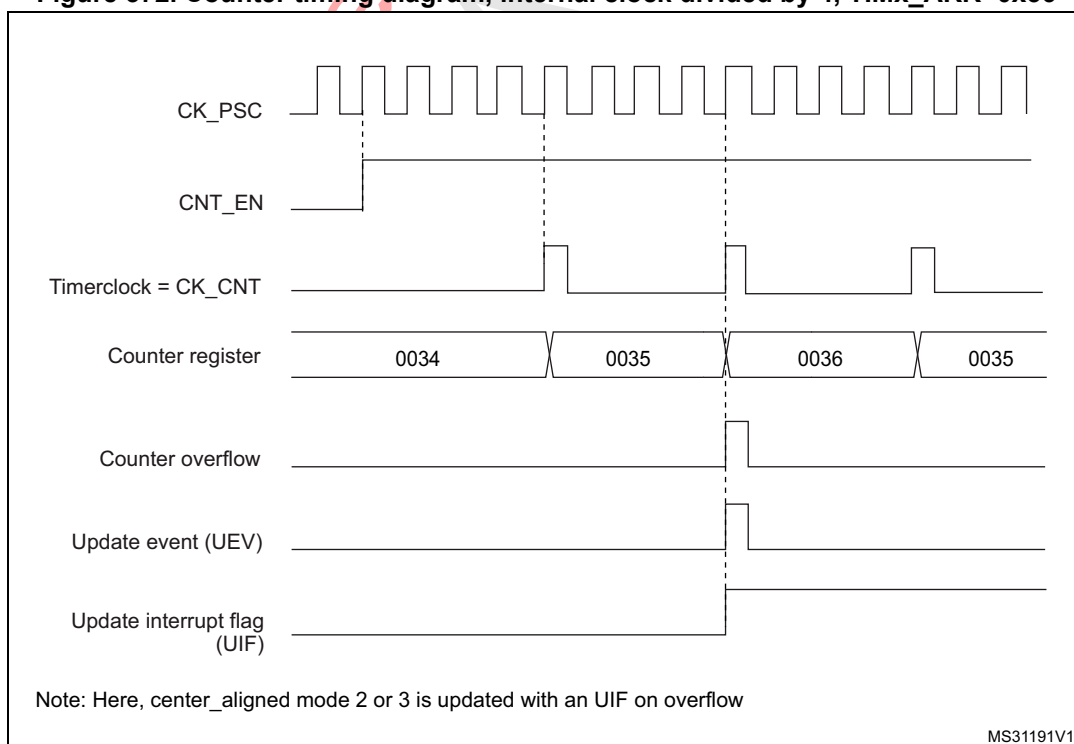 CK_PSC
CNT_EN
Timerclock = CK_CNT
Counter register
0034
0035
0036
0035
Counter overflow
Update event (UEV)
Update interrupt flag
(UIF)
Note: Here, center_aligned mode 2 or 3 is updated with an UIF on overflow
MS31191V1